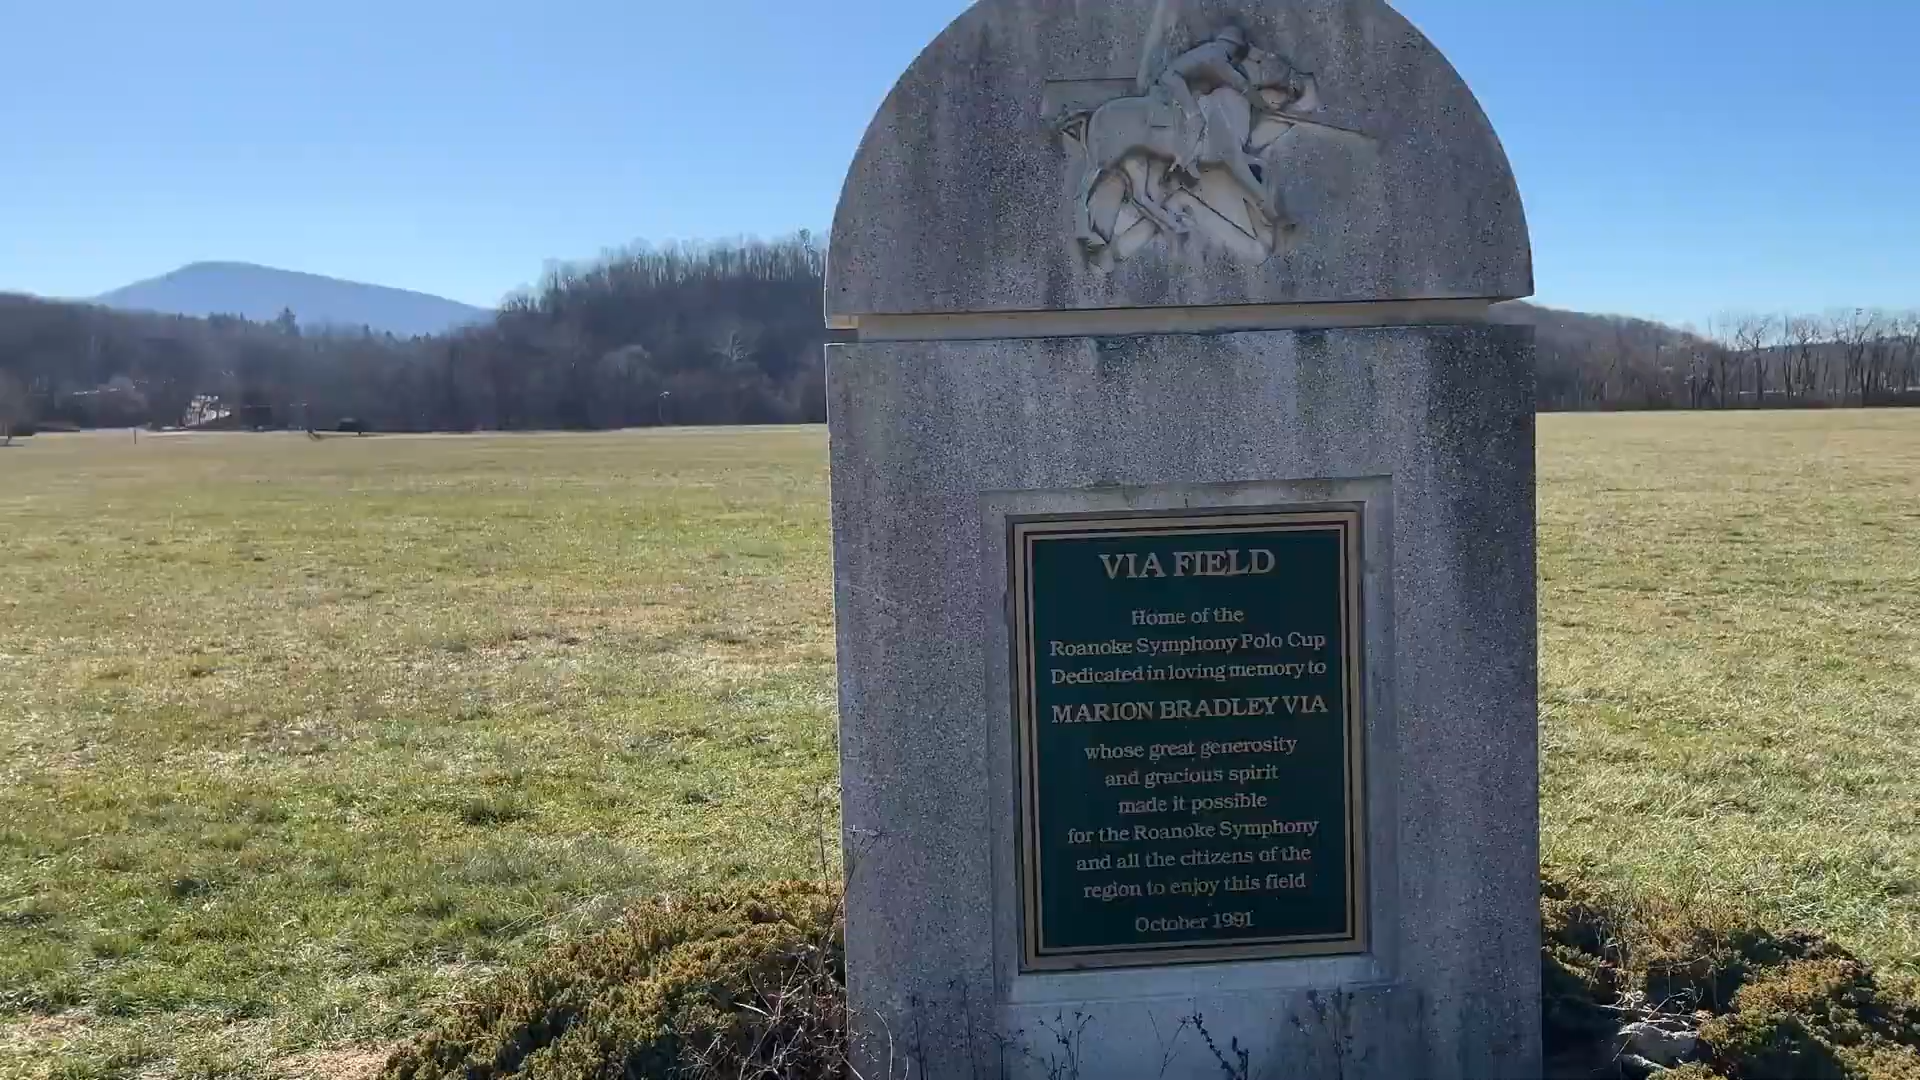 VIA FIELD
Home of the
Roanoke Symphony Polo Cup
Dedicated in loving memory to
MARION BRADLEY VIA
whose great generosity
and gracious spirit
made it possible
for the Roanoke Symphony
and all the citizens of the
region to enjoy this field
October 1991